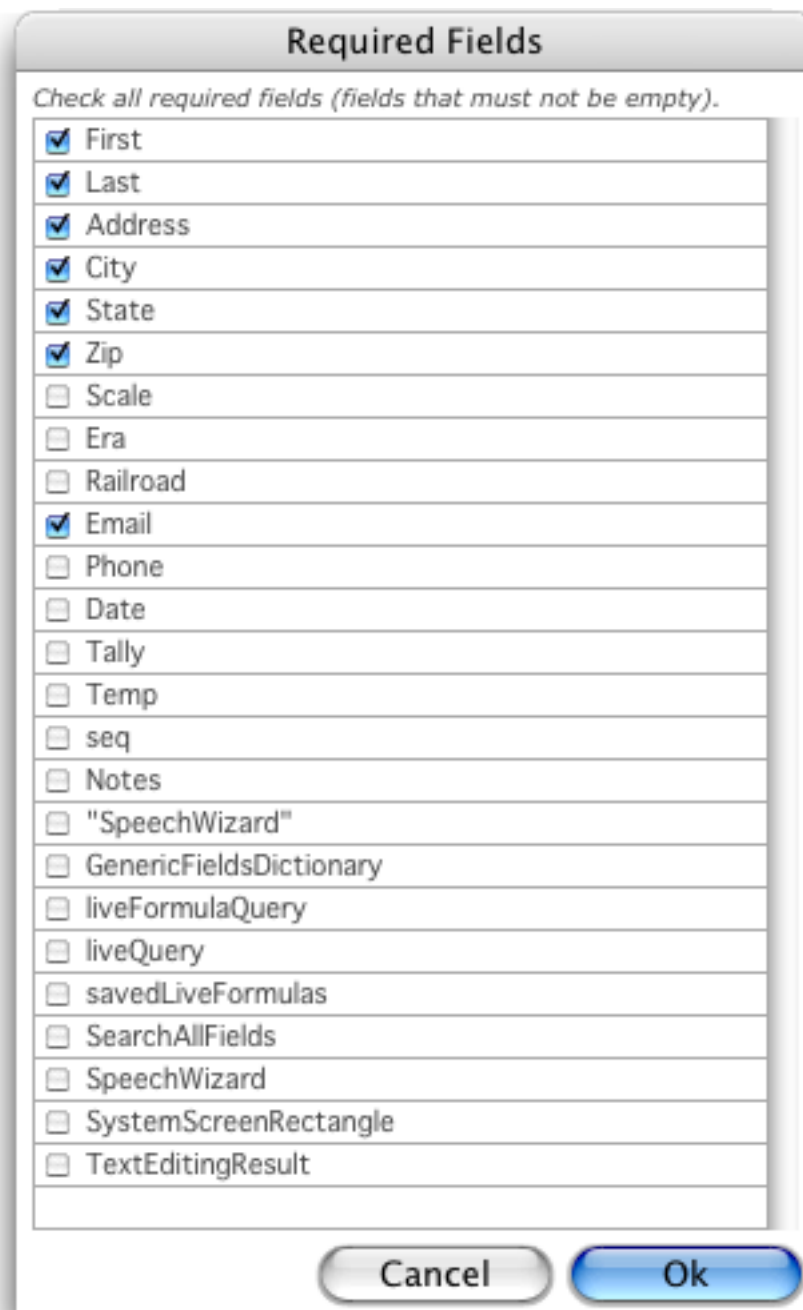 Required Fields
Check all required fields (fields that must not be empty).
First
Last
Address
City
State
Zip
Scale
Era
Railroad
Email
Phone
Date
Tally
Temp
seq
Notes
"SpeechWizard"
GenericFieldsDictionary
liveFormulaQuery
liveQuery
savedLiveFormulas
SearchAllFields
SpeechWizard
SystemScreenRectangle
TextEditingResult
Cancel Ok